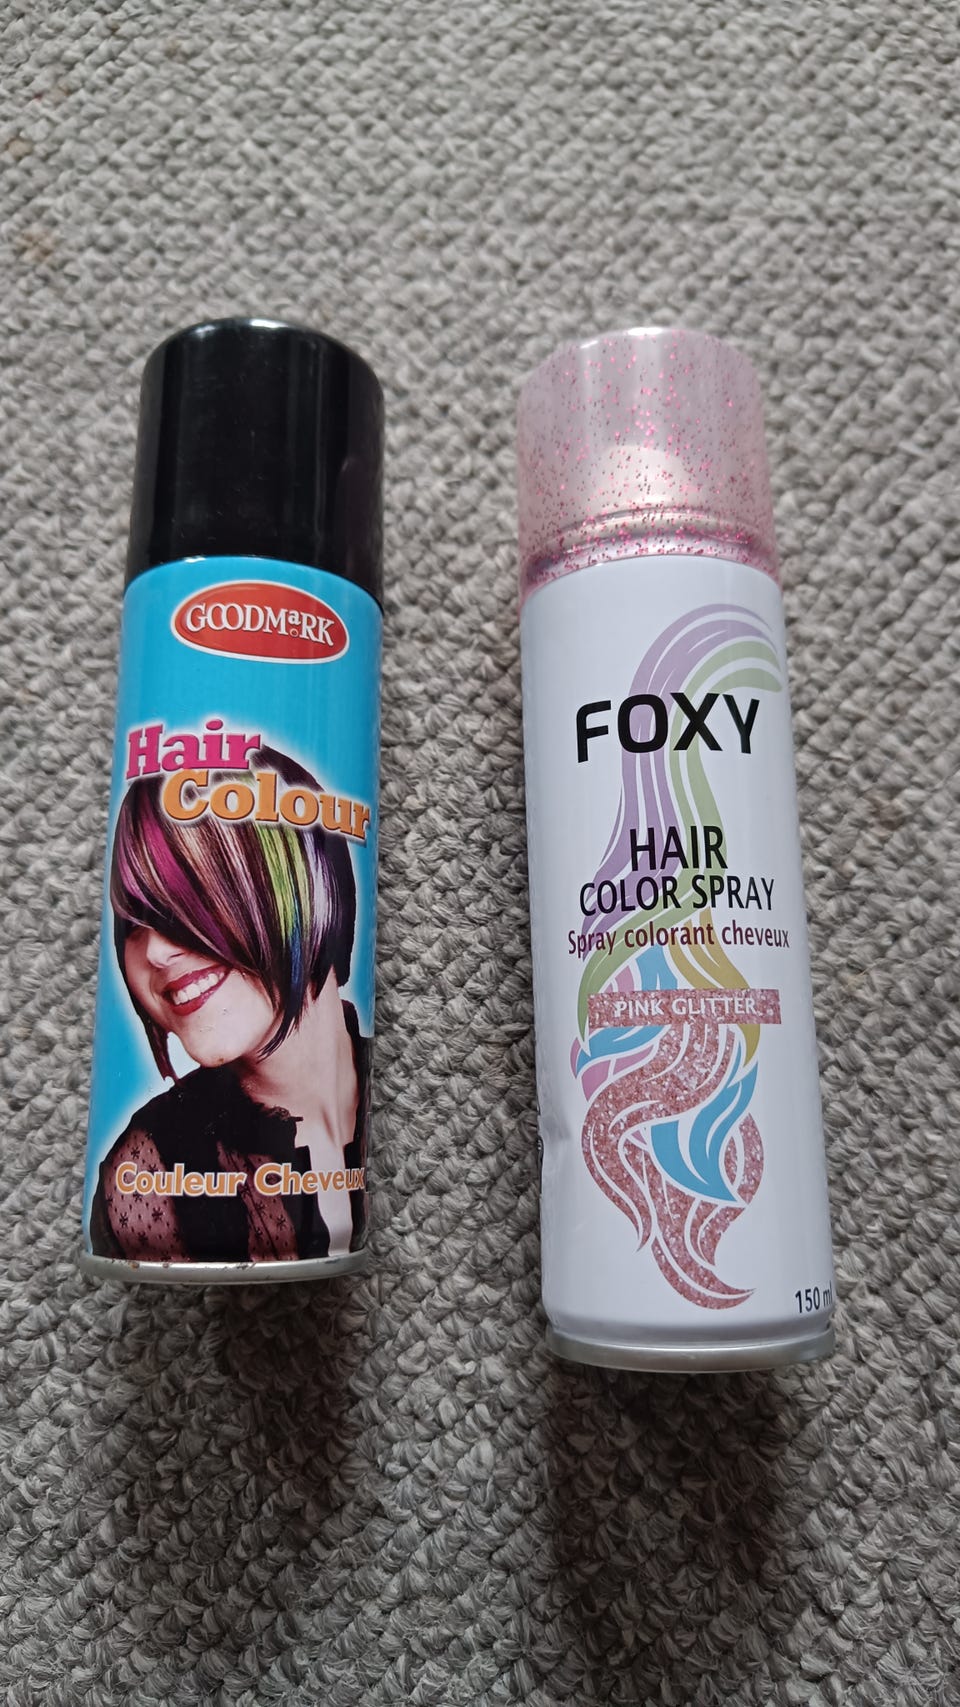 GOODMaRK
Hair
Colour
Couleur Cheveux
FOXY
HAIR
COLOR SPRAY
Spray colorant cheveux
PINK GLITTER
150 ml